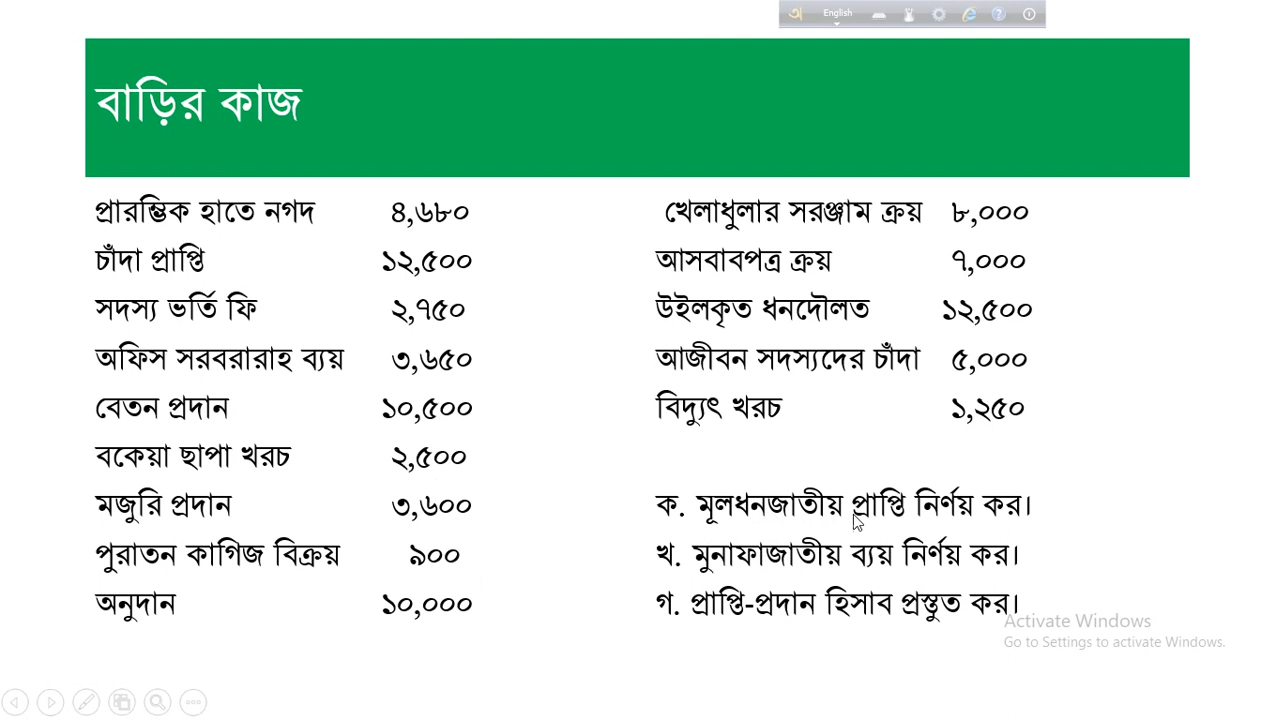 English
বাড়ির কাজ
প্রারম্ভিক হাতে নগদ ৪,৬৮০
চাঁদা প্রাপ্তি ১২,৫০০
সদস্য ভর্তি ফি ২,৭৫০
অফিস সরবরারাহ ব্যয় ৩,৬৫০
বেতন প্রদান ১০,৫০০
বকেয়া ছাপা খরচ ২,৫০০
মজুরি প্রদান ৩,৬০০
পুরাতন কাগিজ বিক্রয় ৯০০
অনুদান ১০,০০০
খেলাধুলার সরঞ্জাম ক্রয় ৮,০০০
আসবাবপত্র ক্রয় ৭,০০০
উইলকৃত ধনদৌলত ১২,৫০০
আজীবন সদস্যদের চাঁদা ৫,০০০
বিদ্যুৎ খরচ ১,২৫০
ক. মূলধনজাতীয় প্রাপ্তি নির্ণয় কর।
খ. মুনাফাজাতীয় ব্যয় নির্ণয় কর।
গ. প্রাপ্তি-প্রদান হিসাব প্রস্তুত কর।
Activate Windows
Go to Settings to activate Windows.